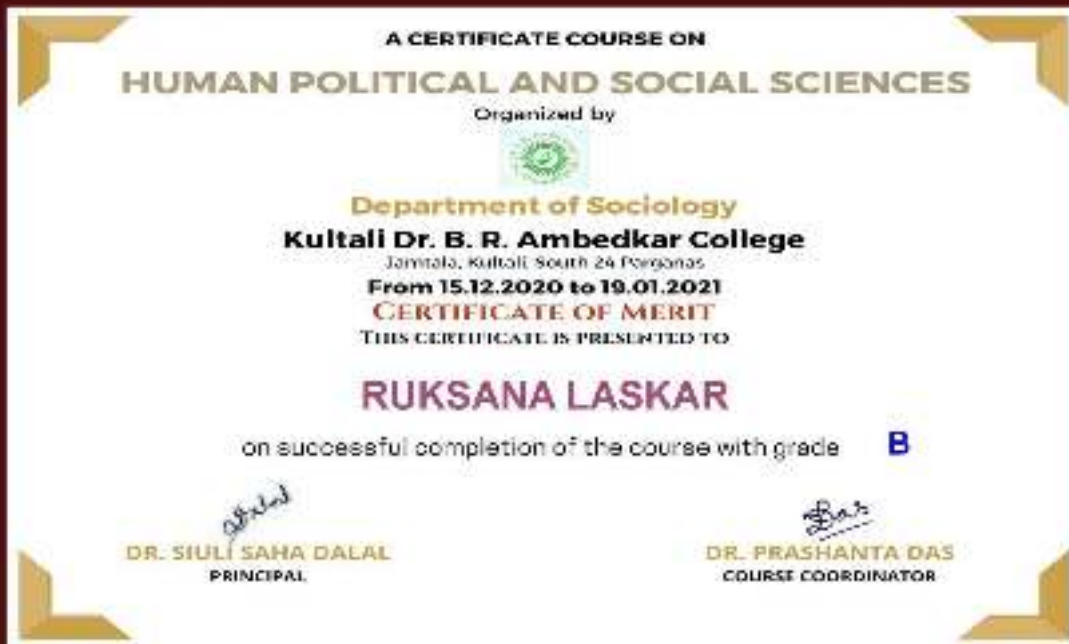 A CERTIFICATE COURSE ON
HUMAN POLITICAL AND SOCIAL SCIENCES
Organized by
Department of Sociology
Kultali Dr. B. R. Ambedkar College
Jamtala, Kultali South 24 Parganas
From 15.12.2020 to 19.01.2021
CERTIFICATE OF MERIT
THIS CERTIFICATE IS PRESENTED TO
RUKSANA LASKAR
on successful completion of the course with grade B
DR. SIULI SAHA DALAL
PRINCIPAL
Das
DR. PRASHANTA DAS
COURSE COORDINATOR